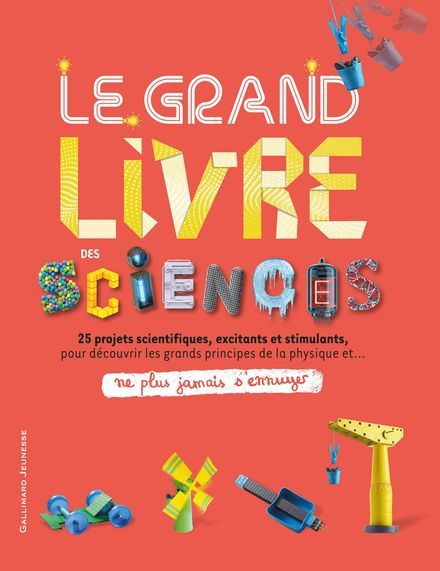 LE GRAND
LIVRE
DES
SCIENCES
25 projets scientifiques, excitants et stimulants,
pour découvrir les grands principes de la physique et...
ne plus jamais s'ennuyer
GALLIMARD JEUNESSE